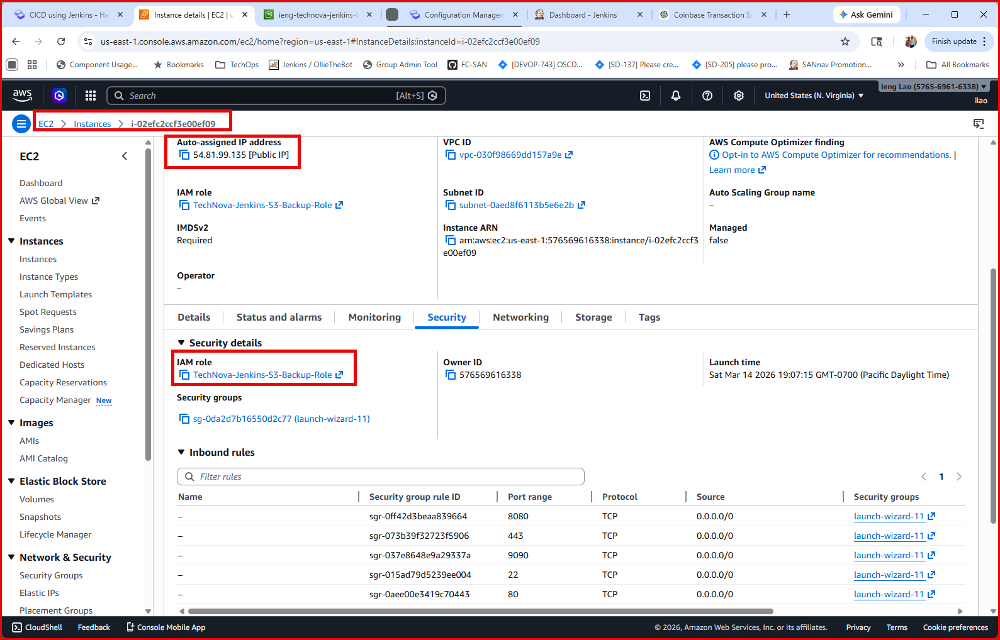 CICD using Jenkins - Ha
Instance details | EC2 | u
ieng-technova-jenkins-b
Configuration Managem
Dashboard - Jenkins
Coinbase Transaction S
Ask Gemini
us-east-1.console.aws.amazon.com/ec2/home?region=us-east-1#InstanceDetails:instanceId=i-02efc2ccf3e00ef09
Finish update
Component Usage...
Bookmarks
TechOps
Jenkins / OllieTheBot
Group Admin Tool
FC-SAN
[DEVOP-743] OSCD...
[SD-137] Please cre...
[SD-205] please pro...
SANnav Promotion...
All Bookmarks
aws
Search
[Alt+S]
United States (N. Virginia)
Ieng Lao (5765-6961-6338)
ilao
EC2
Instances
i-02efc2ccf3e00ef09
EC2
Dashboard
AWS Global View
Events
Instances
Instances
Instance Types
Launch Templates
Spot Requests
Savings Plans
Reserved Instances
Dedicated Hosts
Capacity Reservations
Capacity Manager New
Images
AMIs
AMI Catalog
Elastic Block Store
Volumes
Snapshots
Lifecycle Manager
Network & Security
Security Groups
Elastic IPs
Placement Groups
Auto-assigned IP address
54.81.99.135 [Public IP]
IAM role
TechNova-Jenkins-S3-Backup-Role
IMDSv2
Required
Operator
–
VPC ID
vpc-030f98669dd157a9e
Subnet ID
subnet-0aed8f6113b5e6e2b
Instance ARN
arn:aws:ec2:us-east-1:576569616338:instance/i-02efc2ccf3
e00ef09
AWS Compute Optimizer finding
Opt-in to AWS Compute Optimizer for recommendations. |
Learn more
Auto Scaling Group name
–
Managed
false
Details
Status and alarms
Monitoring
Security
Networking
Storage
Tags
Security details
IAM role
TechNova-Jenkins-S3-Backup-Role
Owner ID
576569616338
Launch time
Sat Mar 14 2026 19:07:15 GMT-0700 (Pacific Daylight Time)
Security groups
sg-0da2d7b16550d2c77 (launch-wizard-11)
Inbound rules
Filter rules
1
Name Security group rule ID Port range Protocol Source Security groups
– sgr-0ff42d3beaa839664 8080 TCP 0.0.0.0/0 launch-wizard-11
– sgr-073b39f32723f5906 443 TCP 0.0.0.0/0 launch-wizard-11
– sgr-037e8648e9a29337a 9090 TCP 0.0.0.0/0 launch-wizard-11
– sgr-015ad79d5239ee004 22 TCP 0.0.0.0/0 launch-wizard-11
– sgr-0aee00e3419c70443 80 TCP 0.0.0.0/0 launch-wizard-11
CloudShell
Feedback
Console Mobile App
© 2026, Amazon Web Services, Inc. or its affiliates.
Privacy
Terms
Cookie preferences